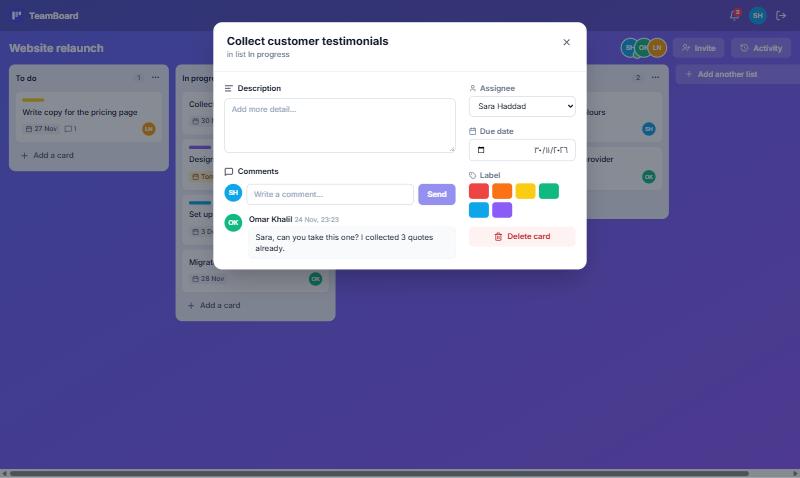 TeamBoard
3
SH
Website relaunch
SH
OK
LN
Invite
Activity
To do
1
Write copy for the pricing page
27 Nov
1
LN
Add a card
In progre
Collec
30 N
Design
Tom
Set up
3 D
Migrat
28 Nov
OK
Add a card
2
lours
SH
rovider
OK
Add another list
Collect customer testimonials
in list In progress
Description
Add more detail...
Comments
SH
Write a comment...
Send
OK
Omar Khalil 24 Nov, 23:23
Sara, can you take this one? I collected 3 quotes
already.
Assignee
Sara Haddad
Due date
٣٠/١١/٢٠٢٦
Label
Delete card